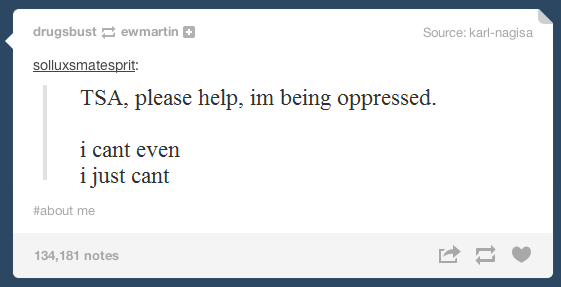 drugsbust ewmartin Source: karl-nagisa
solluxsmatesprit:
TSA, please help, im being oppressed.
i cant even
i just cant
#about me
134,181 notes